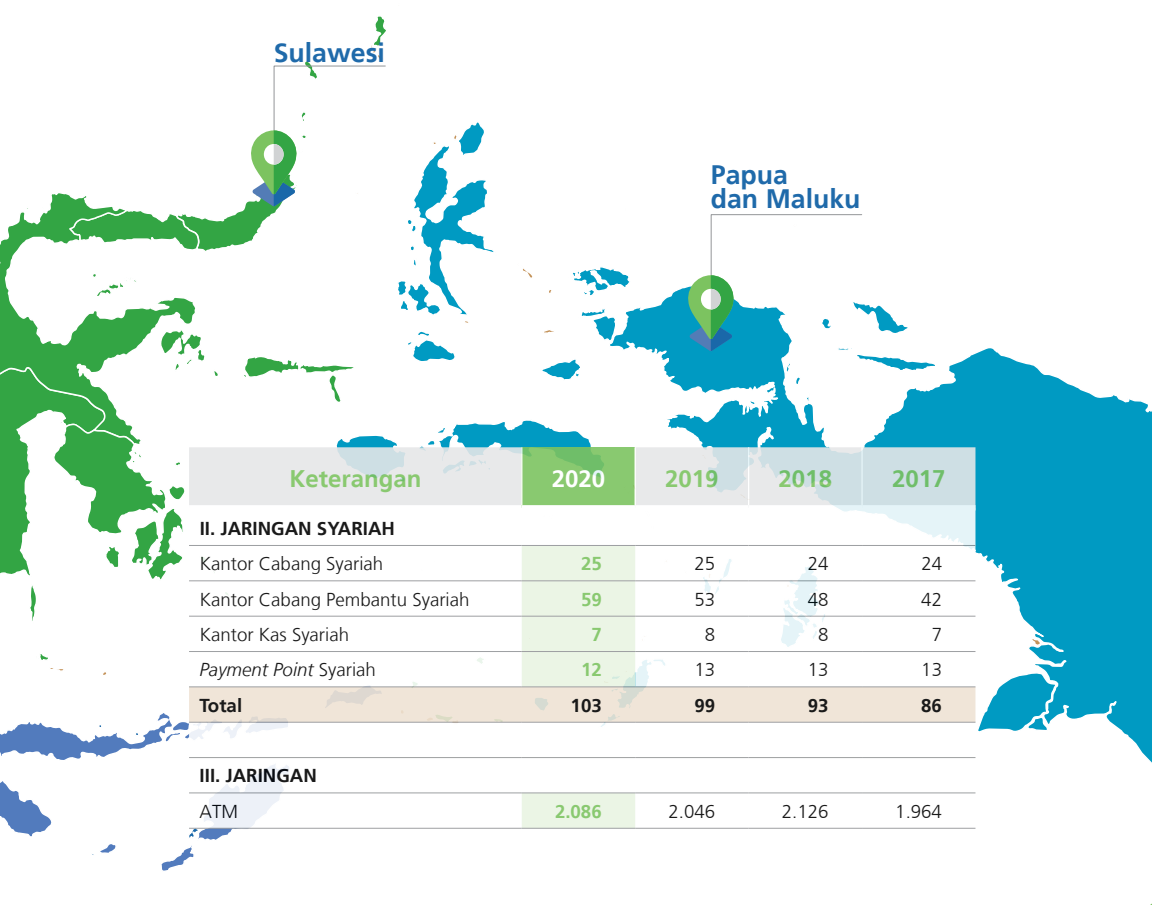 Sulawesi
Papua
dan Maluku
Keterangan 2020 2019 2018 2017
II. JARINGAN SYARIAH
Kantor Cabang Syariah 25 25 24 24
Kantor Cabang Pembantu Syariah 59 53 48 42
Kantor Kas Syariah 7 8 8 7
Payment Point Syariah 12 13 13 13
Total 103 99 93 86
III. JARINGAN
ATM 2.086 2.046 2.126 1.964